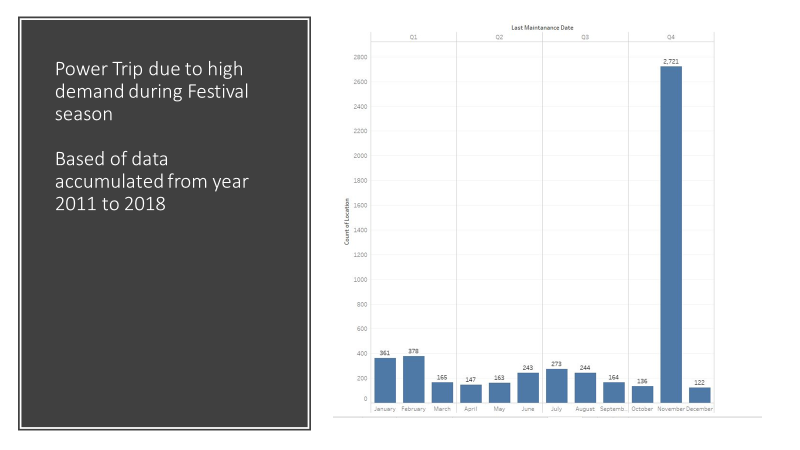 Power Trip due to high
demand during Festival
season
Based of data
accumulated from year
2011 to 2018
Last Maintanance Date
Q1 Q2 Q3 Q4
Count of Location
2800
2600
2400
2200
2000
1800
1600
1400
1200
1000
800
600
400
200
0
361 378 165 147 163 243 273 244 164 136 2,721 122
January February March April May June July August Septemb.. October November December